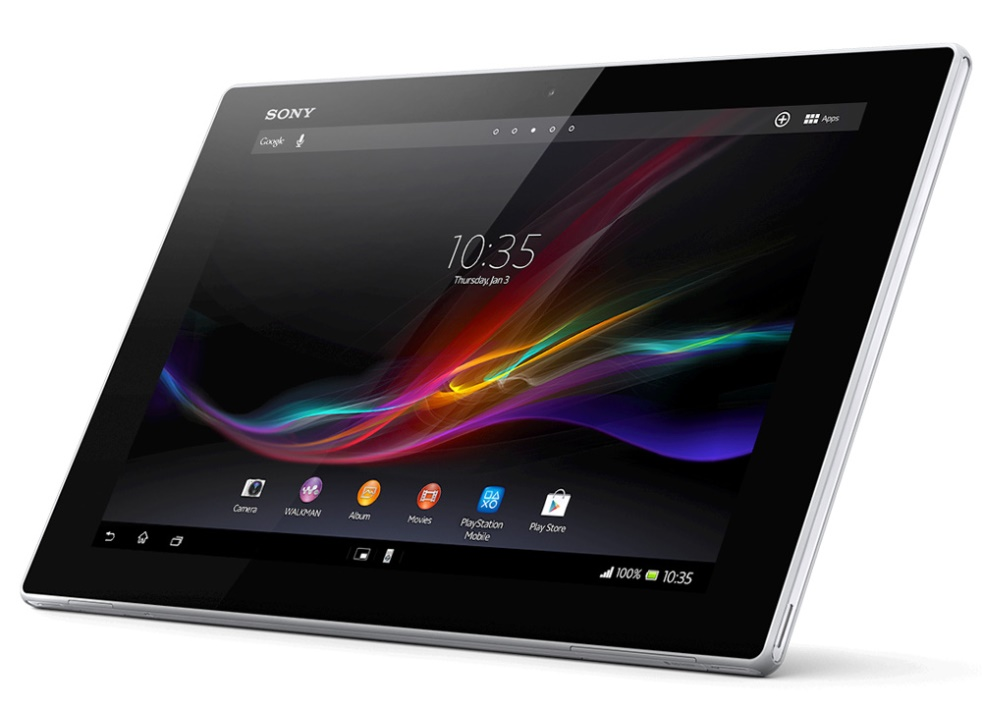 SONY
Google
Apps
10:35
Thursday, Jan 3
Camera
WALKMAN
Album
Movies
PlayStation
Mobile
Play Store
100%
10:35